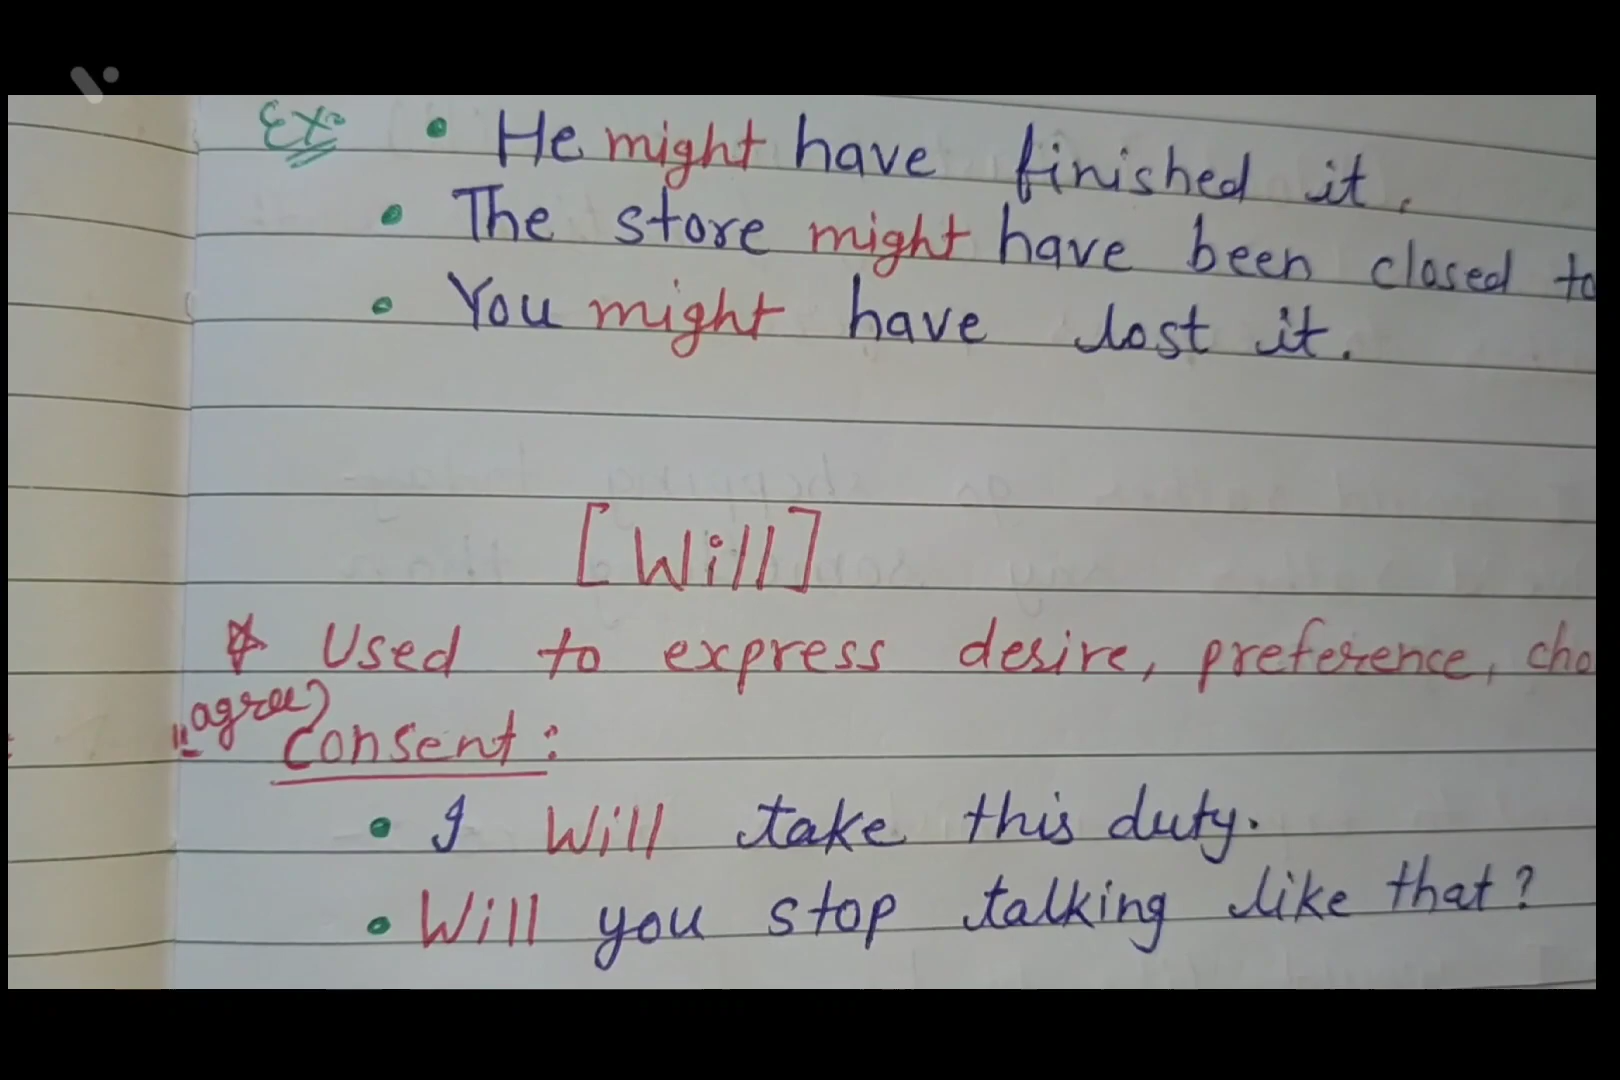 Ex:
• He might have finished it.
• The store might have been closed to
• You might have lost it.
[Will]
Used to express desire, preference, cho
(agree)
Consent:
• I will take this duty.
• Will you stop talking like that?